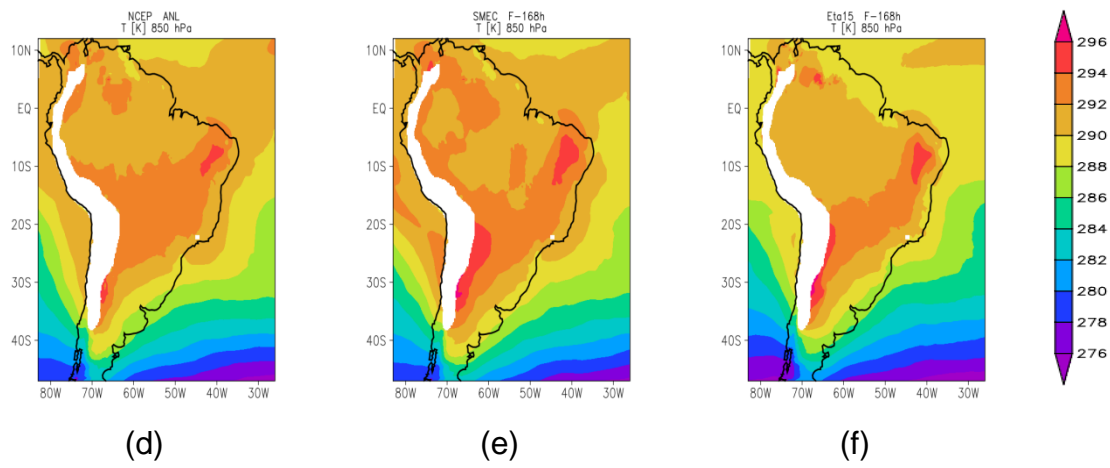 NCEP ANL
T [K] 850 hPa
SMEC F-168h
T [K] 850 hPa
Eta15 F-168h
T [K] 850 hPa
10N
EQ
10S
20S
30S
40S
80W 70W 60W 50W 40W 30W
10N
EQ
10S
20S
30S
40S
80W 70W 60W 50W 40W 30W
10N
EQ
10S
20S
30S
40S
80W 70W 60W 50W 40W 30W
296
294
292
290
288
286
284
282
280
278
276
(d) (e) (f)